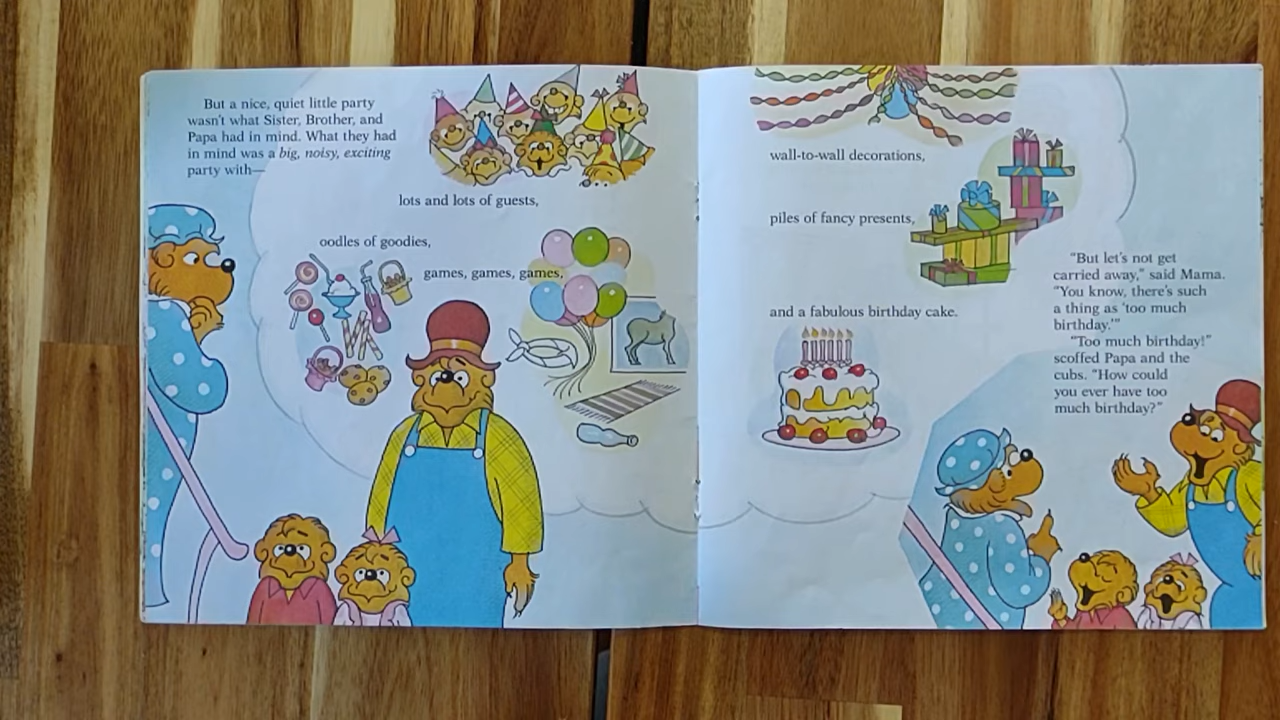 But a nice, quiet little party
wasn't what Sister, Brother, and
Papa had in mind. What they had
in mind was a big, noisy, exciting
party with—
lots and lots of guests,
oodles of goodies,
games, games, games,
wall-to-wall decorations,
piles of fancy presents,
and a fabulous birthday cake.
"But let's not get
carried away," said Mama.
"You know, there's such
a thing as 'too much
birthday.'"
"Too much birthday!"
scoffed Papa and the
cubs. "How could
you ever have too
much birthday?"